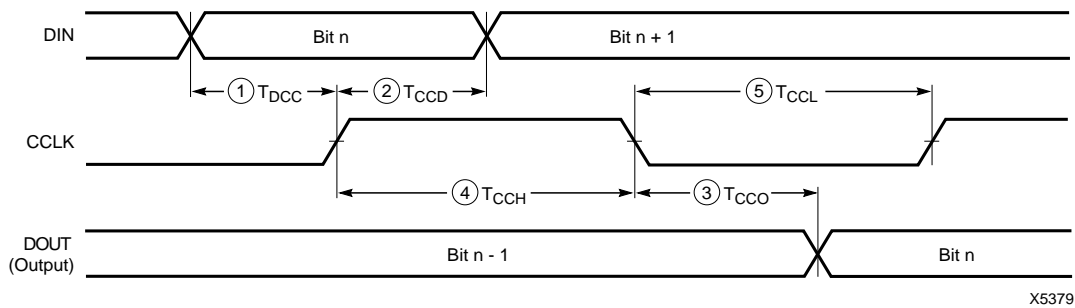 DIN
Bit n
Bit n + 1
1 TDCC
2 TCCD
5 TCCL
CCLK
4 TCCH
3 TCCO
DOUT
(Output)
Bit n - 1
Bit n
X5379